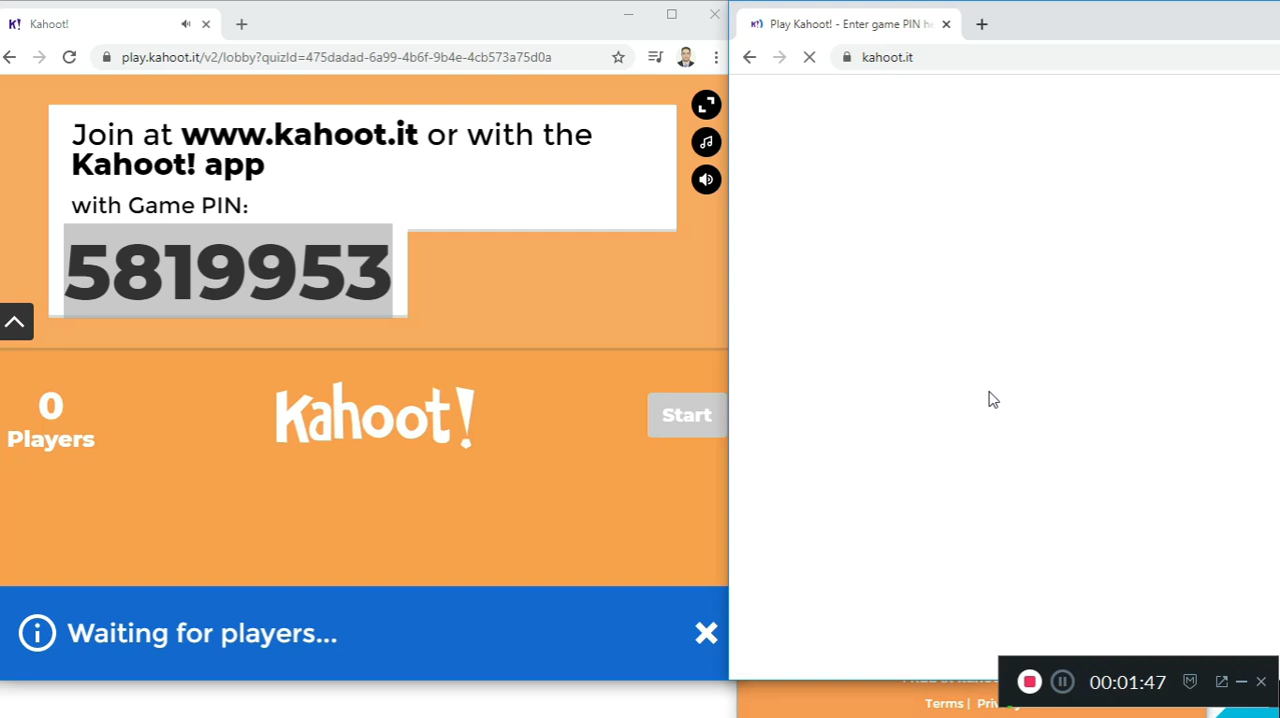 Kahoot!
play.kahoot.it/v2/lobby?quizId=475dadad-6a99-4b6f-9b4e-4cb573a75d0a
Join at www.kahoot.it or with the
Kahoot! app
with Game PIN:
5819953
0
Players
Kahoot!
Start
Waiting for players...
Play Kahoot! - Enter game PIN
kahoot.it
00:01:47
Terms |